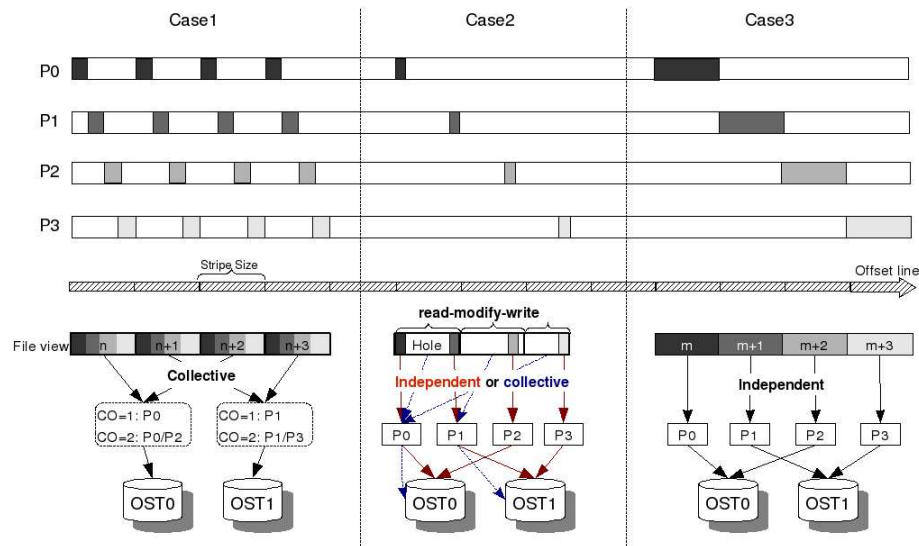 Case1 Case2 Case3
P0
P1
P2
P3
Stripe Size
Offset line
read-modify-write
File view n n+1 n+2 n+3 Hole m m+1 m+2 m+3
Collective Independent or collective Independent
CO=1: P0 CO=1: P1
CO=2: P0/P2 CO=2: P1/P3
P0 P1 P2 P3 P0 P1 P2 P3
OST0 OST1 OST0 OST1 OST0 OST1